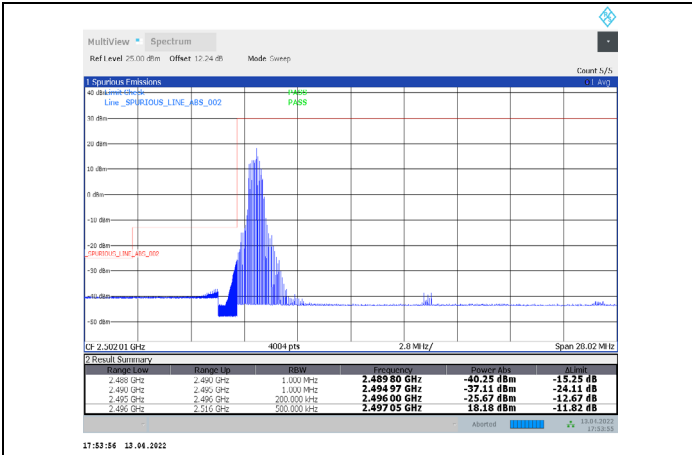 MultiView Spectrum
Ref Level 25.00 dBm Offset 12.24 dB Mode Sweep
Count 5/5
1 Spurious Emissions 1 Avg
40 dBm Limit Check PASS
Line _SPURIOUS_LINE_ABS_002 PASS
30 dBm
20 dBm
10 dBm
0 dBm
-10 dBm
-20 dBm
_SPURIOUS_LINE_ABS_002
-30 dBm
-40 dBm
-50 dBm
CF 2.50201 GHz 4004 pts 2.8 MHz/ Span 28.02 MHz
2 Result Summary
Range Low Range Up RBW Frequency Power Abs ΔLimit
2.488 GHz 2.490 GHz 1.000 MHz 2.48980 GHz -40.25 dBm -15.25 dB
2.490 GHz 2.495 GHz 1.000 MHz 2.49497 GHz -37.11 dBm -24.11 dB
2.495 GHz 2.496 GHz 200.000 kHz 2.49600 GHz -25.67 dBm -12.67 dB
2.496 GHz 2.516 GHz 500.000 kHz 2.49705 GHz 18.18 dBm -11.82 dB
Aborted 13.04.2022
17:53:55
17:53:56 13.04.2022